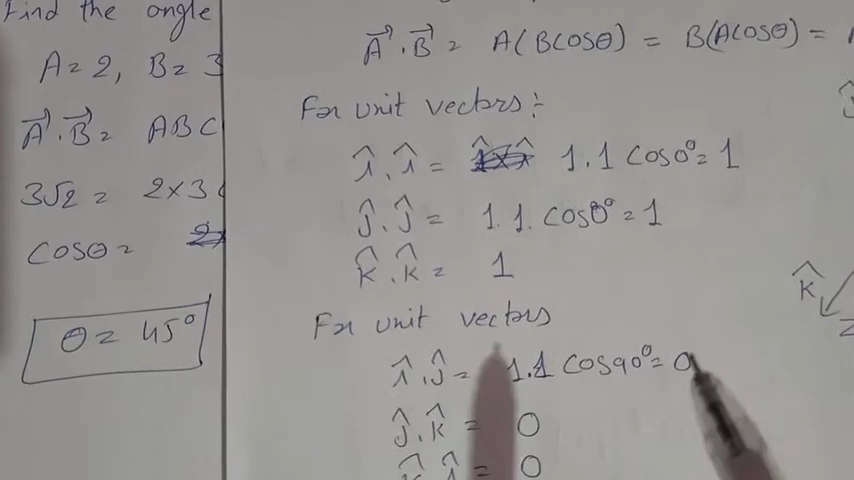 Find the angle
A = 2, B = 3
A⃗ . B⃗ = ABC
3√2 = 2×3
Cosθ =
θ = 45°
A⃗ . B⃗ = A(BCosθ) = B(ACosθ) =
For unit vectors:-
î . î = 1.1 Cos0° = 1
ĵ . ĵ = 1.1. Cos0° = 1
k̂ . k̂ = 1
For unit vectors
î . ĵ = 1.1 Cos90° = 0
ĵ . k̂ = 0
k̂ . î = 0
k̂